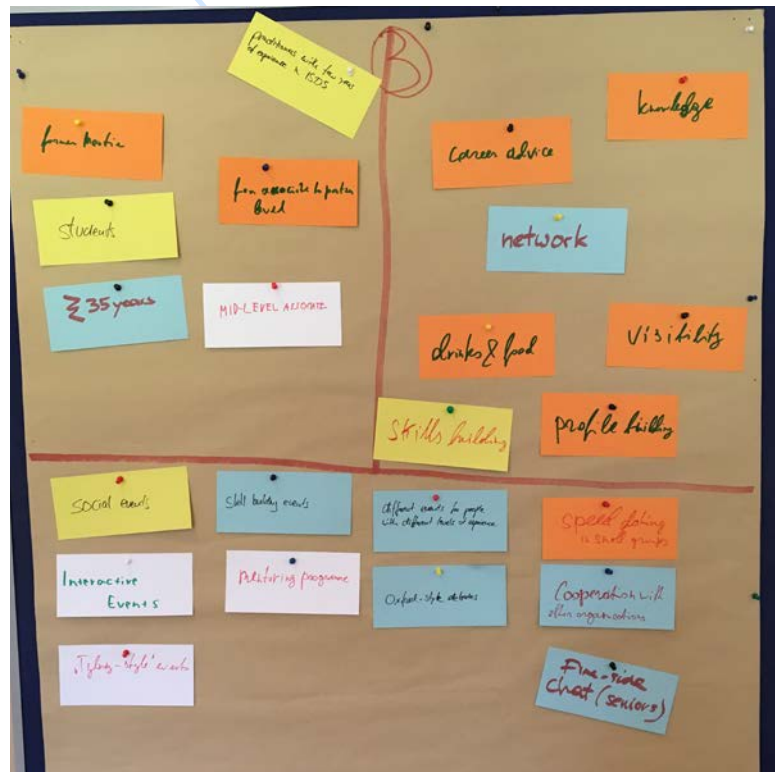 practitioners with few years
of experience in ISDS
B
former
from associate to partner
level
Students
≤ 35 years
MID-LEVEL ASSOCIATE
knowledge
career advice
network
drinks & food
visibility
skills building
profile building
social events
Skill building events
different events for people
with different levels of experience
speed dating
in small groups
Interactive
Events
Mentoring programme
Oxford-style debates
Cooperation with
other organisations
-style" events
Fire-side
chat (seniors)